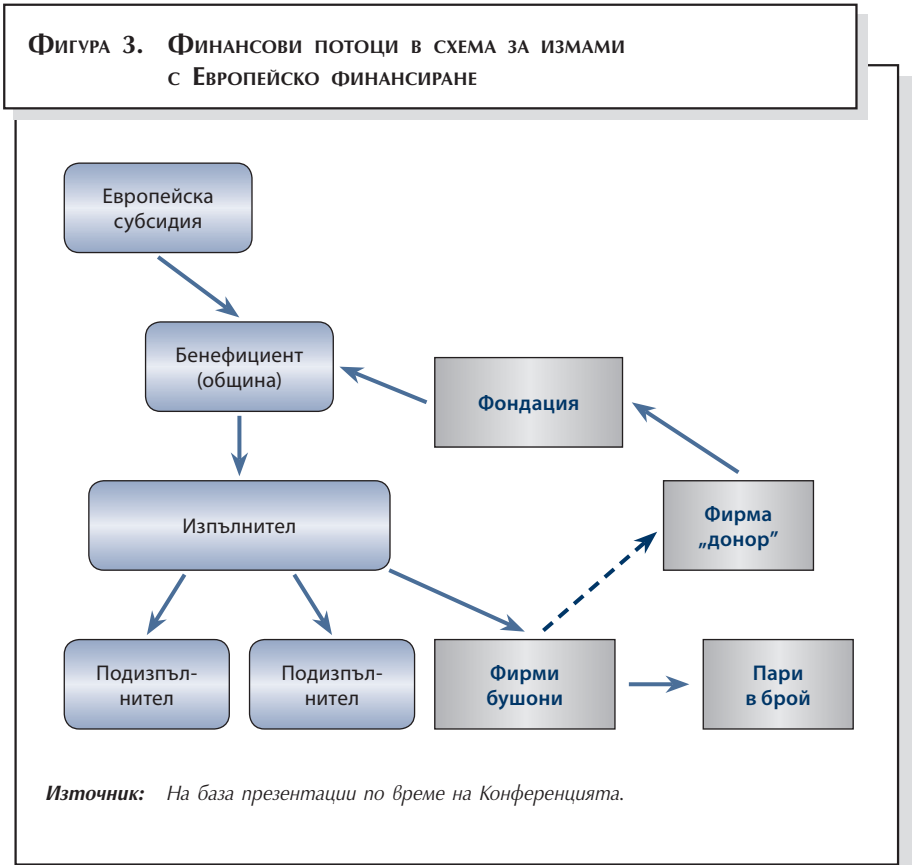 Фигура 3. Финансови потоци в схема за измами
с Европейско финансиране
Европейска
субсидия
Бенефициент
(община)
Фондация
Изпълнител
Фирма
„донор”
Подизпъл-
нител
Подизпъл-
нител
Фирми
бушони
Пари
в брой
Източник: На база презентации по време на Конференцията.